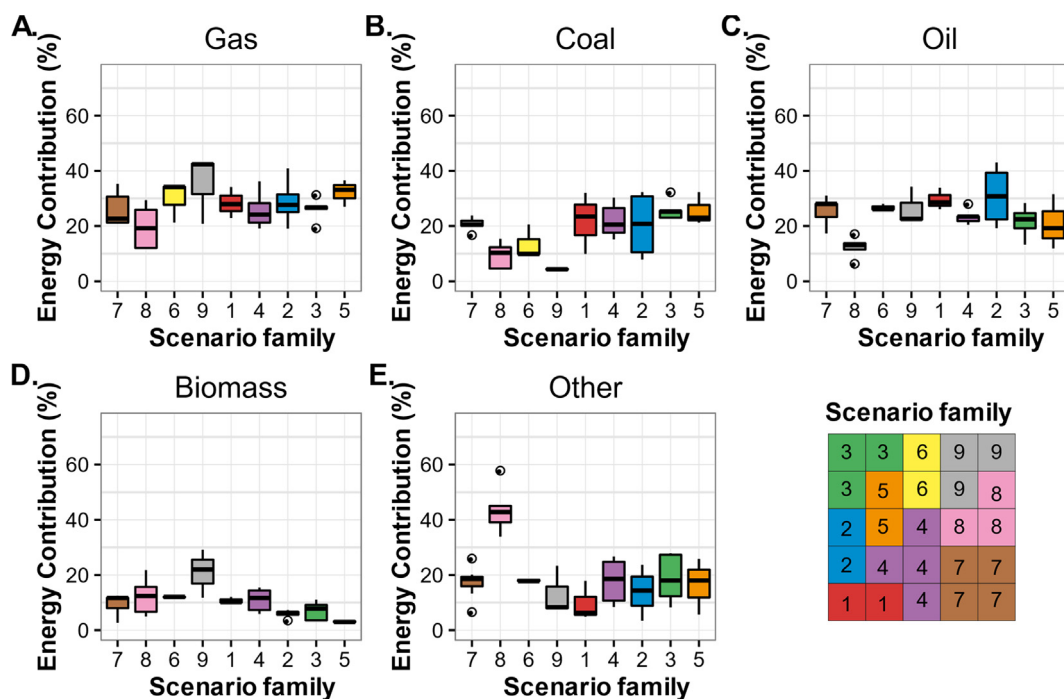 A. Gas
B. Coal
C. Oil
Energy Contribution (%)
60
40
20
0
7 8 6 9 1 4 2 3 5
Scenario family
Energy Contribution (%)
60
40
20
0
7 8 6 9 1 4 2 3 5
Scenario family
Energy Contribution (%)
60
40
20
0
7 8 6 9 1 4 2 3 5
Scenario family
D. Biomass
E. Other
Energy Contribution (%)
60
40
20
0
7 8 6 9 1 4 2 3 5
Scenario family
Energy Contribution (%)
60
40
20
0
7 8 6 9 1 4 2 3 5
Scenario family
Scenario family
3 3 6 9 9
3 5 6 9 8
2 5 4 8 8
2 4 4 7 7
1 1 4 7 7